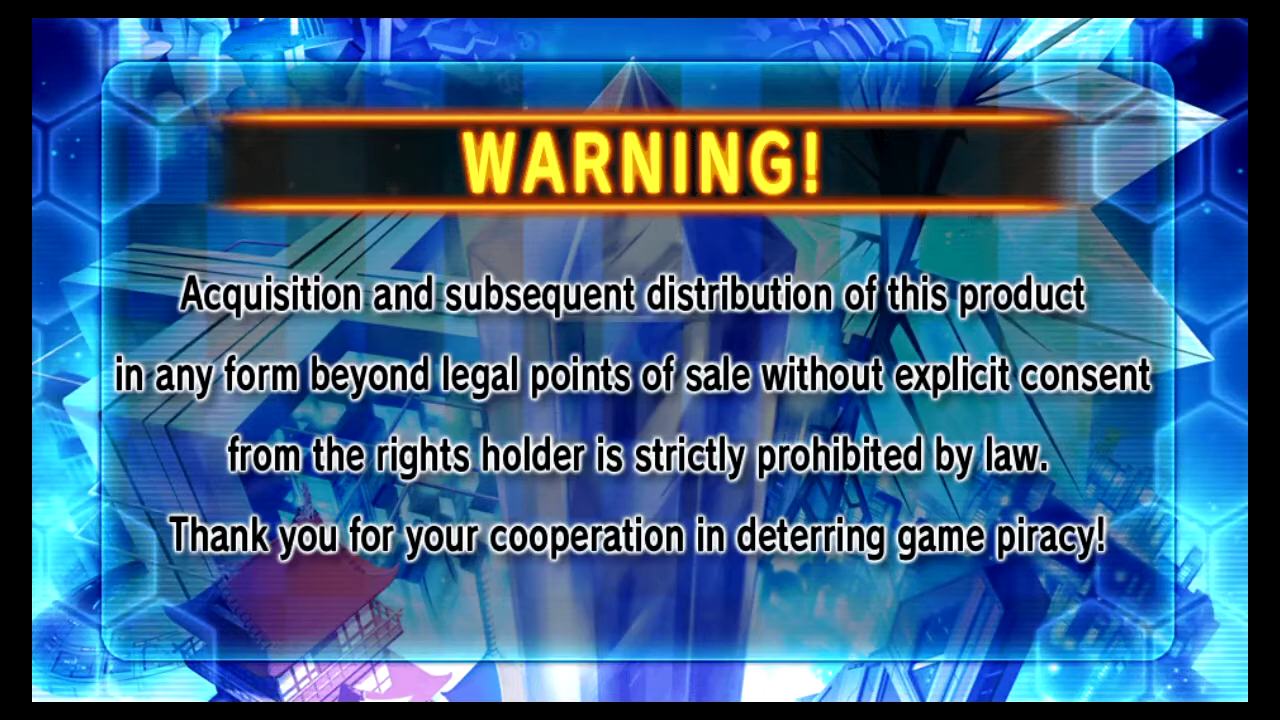 WARNING!
Acquisition and subsequent distribution of this product
in any form beyond legal points of sale without explicit consent
from the rights holder is strictly prohibited by law.
Thank you for your cooperation in deterring game piracy!